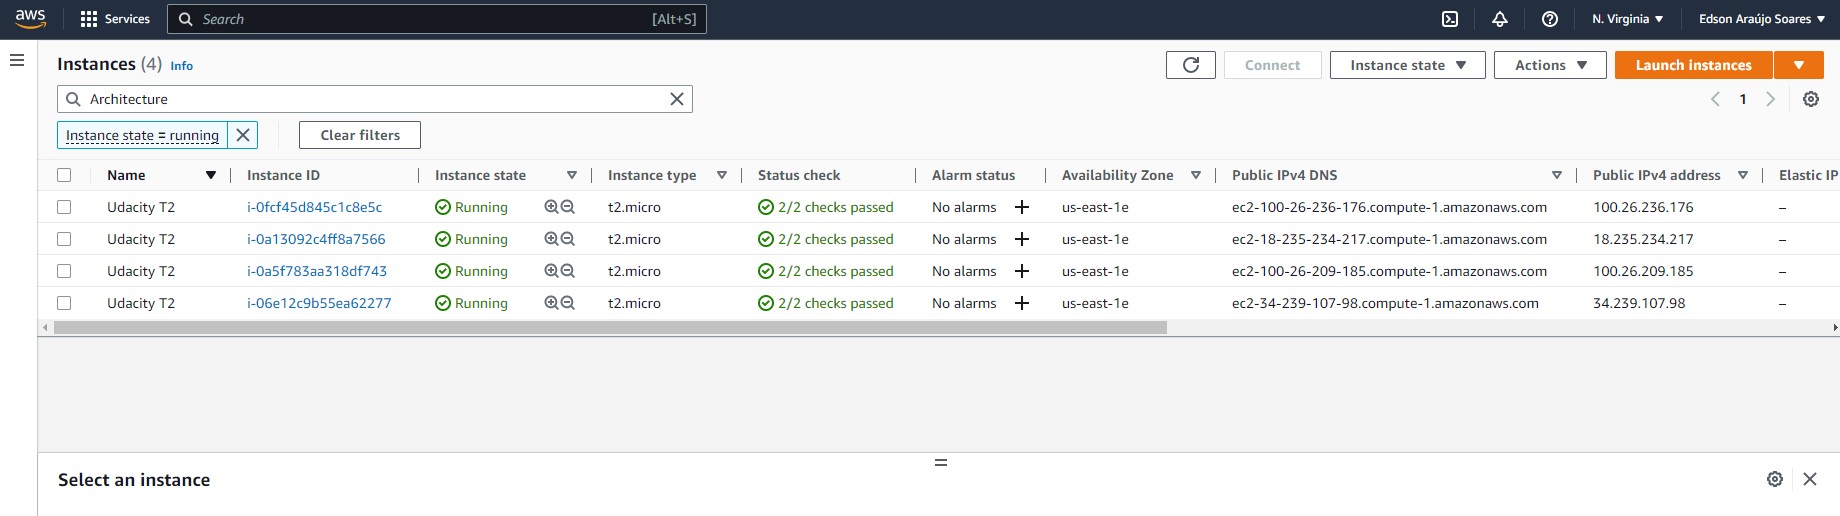 aws Services Search [Alt+S] N. Virginia Edson Araújo Soares
Instances (4) Info Connect Instance state Actions Launch instances
Architecture 1
Instance state = running Clear filters
Name Instance ID Instance state Instance type Status check Alarm status Availability Zone Public IPv4 DNS Public IPv4 address Elastic IP
Udacity T2 i-0fcf45d845c1c8e5c Running t2.micro 2/2 checks passed No alarms + us-east-1e ec2-100-26-236-176.compute-1.amazonaws.com 100.26.236.176 –
Udacity T2 i-0a13092c4ff8a7566 Running t2.micro 2/2 checks passed No alarms + us-east-1e ec2-18-235-234-217.compute-1.amazonaws.com 18.235.234.217 –
Udacity T2 i-0a5f783aa318df743 Running t2.micro 2/2 checks passed No alarms + us-east-1e ec2-100-26-209-185.compute-1.amazonaws.com 100.26.209.185 –
Udacity T2 i-06e12c9b55ea62277 Running t2.micro 2/2 checks passed No alarms + us-east-1e ec2-34-239-107-98.compute-1.amazonaws.com 34.239.107.98 –
Select an instance